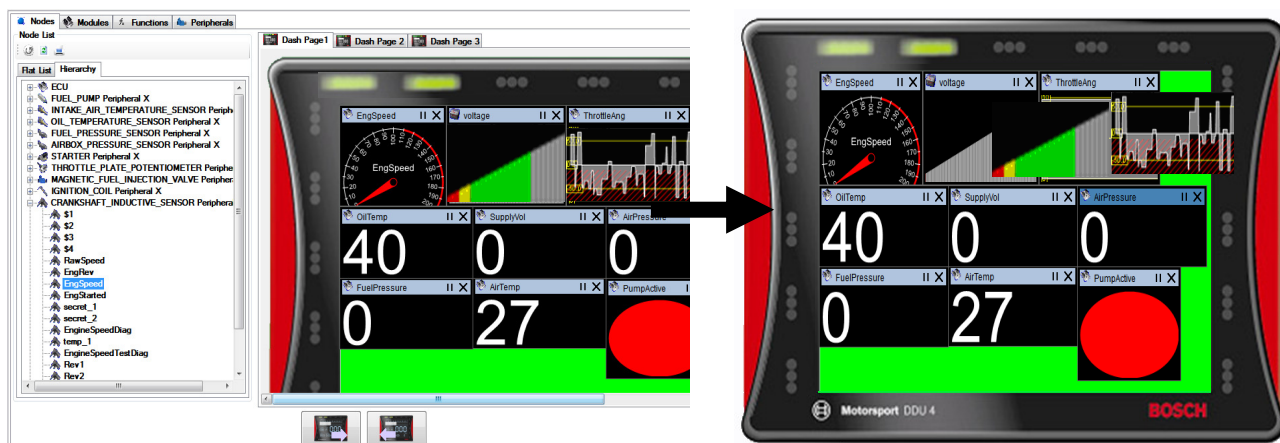 Nodes Modules Functions Peripherals
Node List
Flat List Hierarchy
ECU
FUEL_PUMP Peripheral X
INTAKE_AIR_TEMPERATURE_SENSOR Periph
OIL_TEMPERATURE_SENSOR Peripheral X
FUEL_PRESSURE_SENSOR Peripheral X
AIRBOX_PRESSURE_SENSOR Peripheral X
STARTER Peripheral X
THROTTLE_PLATE_POTENTIOMETER Periphe
MAGNETIC_FUEL_INJECTION_VALVE Peripher
IGNITION_COIL Peripheral X
CRANKSHAFT_INDUCTIVE_SENSOR Periphera
$1
$2
$3
$4
RawSpeed
EngRev
EngSpeed
EngStarted
secret_1
secret_2
EngineSpeedDiag
temp_1
EngineSpeedTestDiag
Rev1
Rev2
Dash Page1 Dash Page 2 Dash Page 3
EngSpeed voltage ThrottleAng
EngSpeed
OilTemp SupplyVol AirPressure
40 0 0
FuelPressure AirTemp PumpActive
0 27
EngSpeed voltage ThrottleAng
EngSpeed
OilTemp SupplyVol AirPressure
40 0 0
FuelPressure AirTemp PumpActive
0 27
Motorsport DDU 4 BOSCH